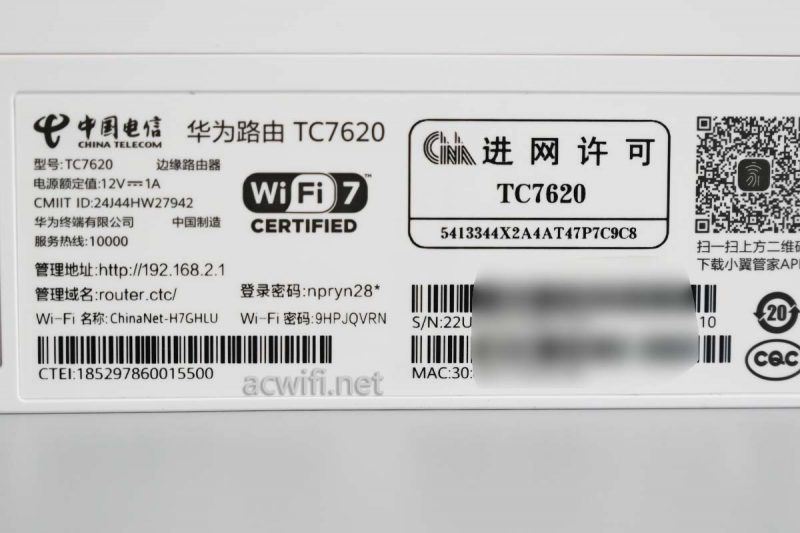 中国电信
CHINA TELECOM
华为路由 TC7620
型号:TC7620 边缘路由器
电源额定值:12V⎓1A
CMIIT ID:24J44HW27942
华为终端有限公司 中国制造
服务热线:10000
Wi Fi 7™
CERTIFIED
CNA 进网许可
TC7620
5413344X2A4AT47P7C9C8
扫一扫上方二维码
下载小翼管家APP
管理地址:http://192.168.2.1
管理域名:router.ctc/ 登录密码:npryn28*
Wi-Fi 名称:ChinaNet-H7GHLU Wi-Fi 密码:9HPJQVRN
CTEI:185297860015500
S/N:22U
10
MAC:30:
20
CQC
acwifi.net